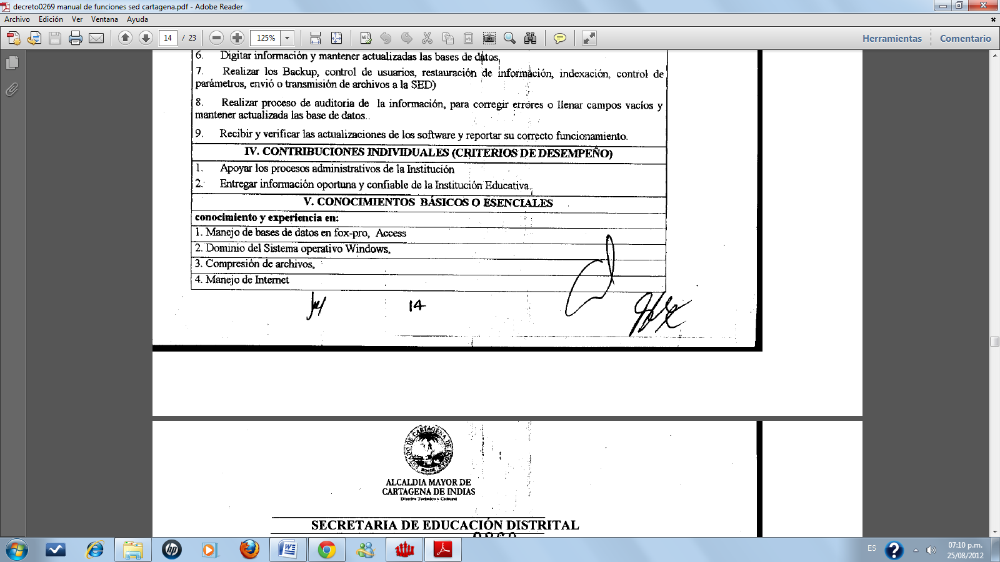 decreto0269 manual de funciones sed cartagena.pdf - Adobe Reader
Archivo Edición Ver Ventana Ayuda
14 / 23 125% Herramientas Comentario
6. Digitar información y mantener actualizadas las bases de datos,
7. Realizar los Backup, control de usuarios, restauración de información, indexación, control de
parámetros, envió o transmisión de archivos a la SED)
8. Realizar proceso de auditoria de la información, para corregir errores o llenar campos vacíos y
mantener actualizada las base de datos..
9. Recibir y verificar las actualizaciones de los software y reportar su correcto funcionamiento.
IV. CONTRIBUCIONES INDIVIDUALES (CRITERIOS DE DESEMPEÑO)
1. Apoyar los procesos administrativos de la Institución
2. Entregar información oportuna y confiable de la Institución Educativa.
V. CONOCIMIENTOS BÁSICOS O ESENCIALES
conocimiento y experiencia en:
1. Manejo de bases de datos en fox-pro, Access
2. Dominio del Sistema operativo Windows,
3. Compresión de archivos,
4. Manejo de Internet
14
ALCALDIA MAYOR DE
CARTAGENA DE INDIAS
Distrito Turístico y Cultural
SECRETARIA DE EDUCACIÓN DISTRITAL
ES
07:10 p.m.
25/08/2012